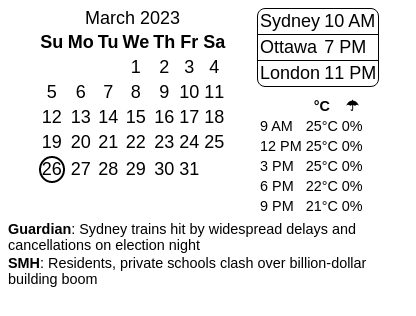 March 2023
Su Mo Tu We Th Fr Sa
1 2 3 4
5 6 7 8 9 10 11
12 13 14 15 16 17 18
19 20 21 22 23 24 25
26 27 28 29 30 31
Sydney 10 AM
Ottawa 7 PM
London 11 PM
°C ☂
9 AM 25°C 0%
12 PM 25°C 0%
3 PM 25°C 0%
6 PM 22°C 0%
9 PM 21°C 0%
Guardian: Sydney trains hit by widespread delays and
cancellations on election night
SMH: Residents, private schools clash over billion-dollar
building boom